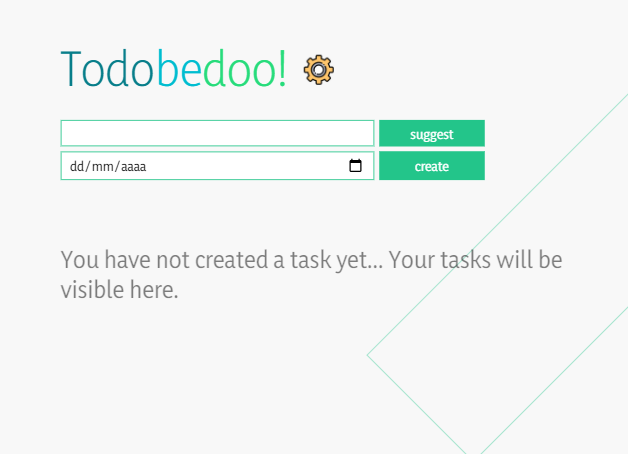 Todobedoo!
suggest
dd/mm/aaaa
create
You have not created a task yet... Your tasks will be
visible here.